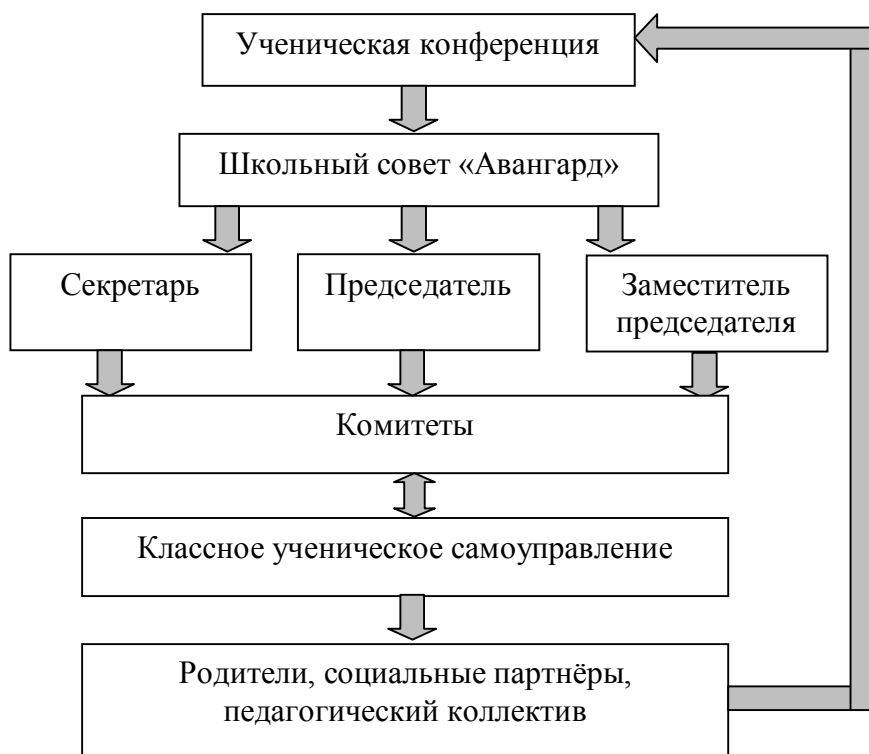 Ученическая конференция
Школьный совет «Авангард»
Секретарь
Председатель
Заместитель
председателя
Комитеты
Классное ученическое самоуправление
Родители, социальные партнёры,
педагогический коллектив